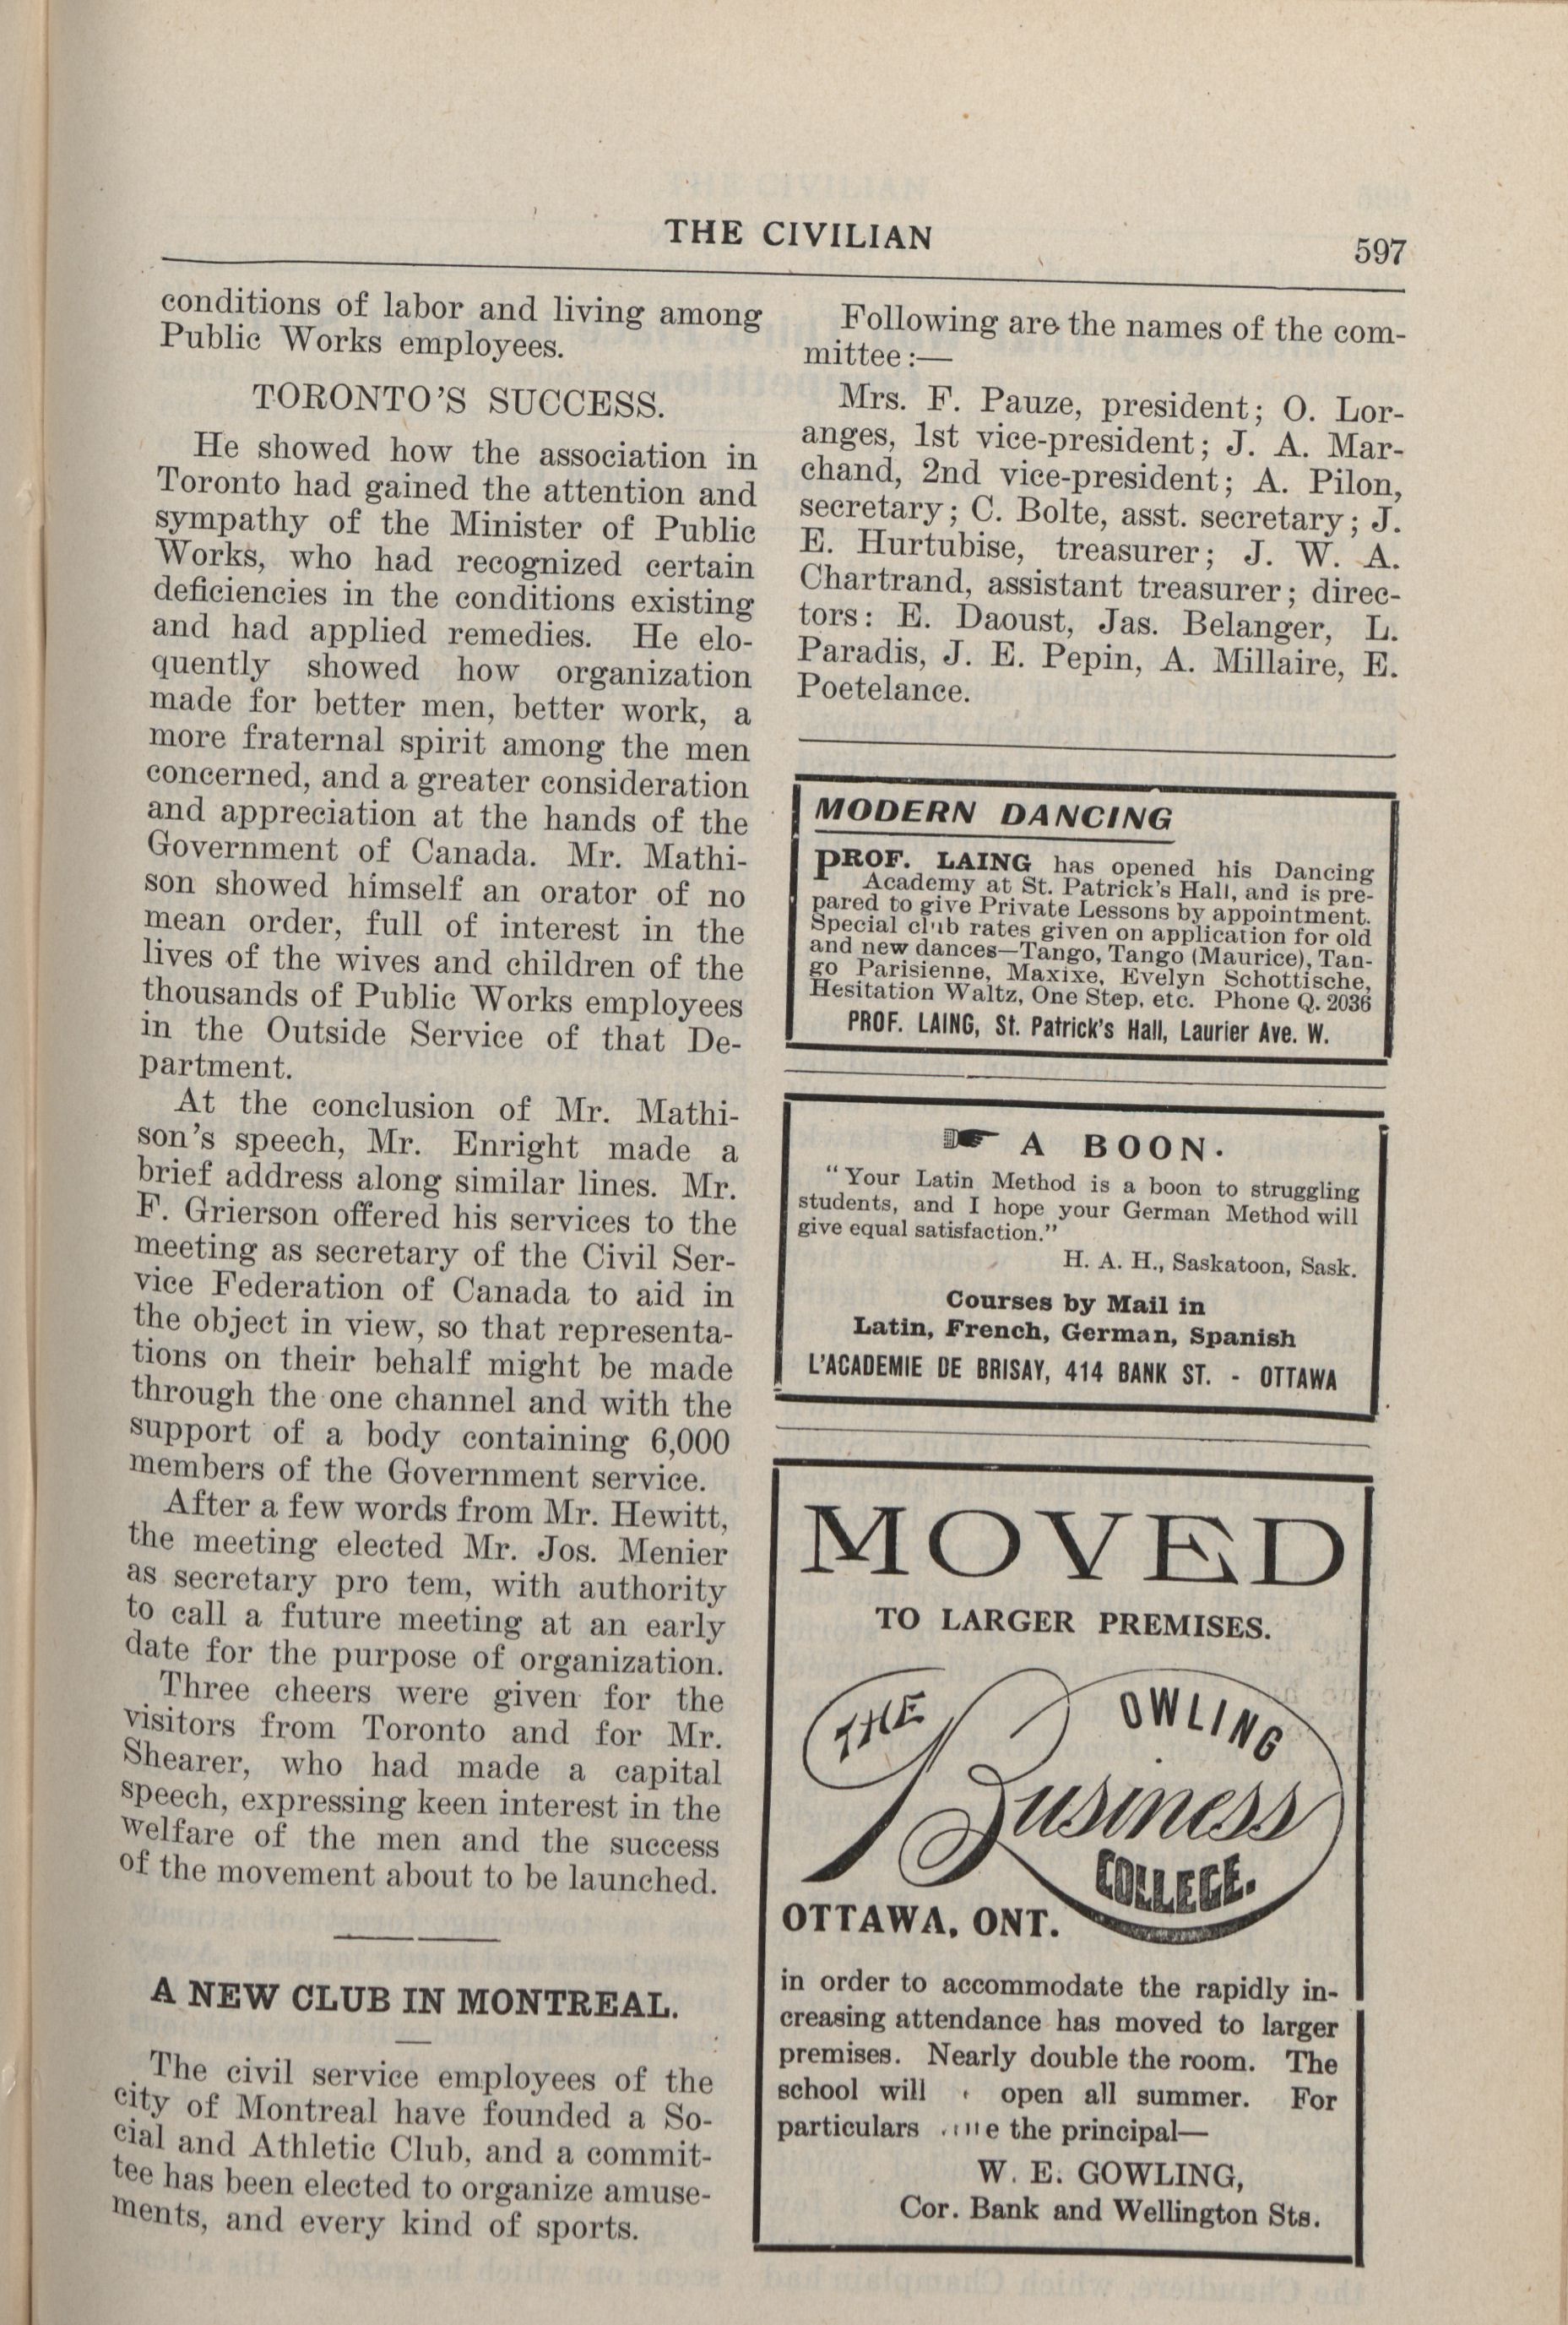 THE CIVILIAN
597
conditions of labor and living among
Public Works employees.
TORONTO'S SUCCESS.
He showed how the association in
Toronto had gained the attention and
sympathy of the Minister of Public
Works, who had recognized certain
deficiencies in the conditions existing
and had applied remedies. He elo-
quently showed how organization
made for better men, better work, a
more fraternal spirit among the men
concerned, and a greater consideration
and appreciation at the hands of the
Government of Canada. Mr. Mathi-
son showed himself an orator of no
mean order, full of interest in the
lives of the wives and children of the
thousands of Public Works employees
in the Outside Service of that De-
partment.
At the conclusion of Mr. Mathi-
son's speech, Mr. Enright made a
brief address along similar lines. Mr.
F. Grierson offered his services to the
meeting as secretary of the Civil Ser-
vice Federation of Canada to aid in
the object in view, so that representa-
tions on their behalf might be made
through the one channel and with the
support of a body containing 6,000
members of the Government service.
After a few words from Mr. Hewitt,
the meeting elected Mr. Jos. Menier
as secretary pro tem, with authority
to call a future meeting at an early
date for the purpose of organization.
Three cheers were given for the
visitors from Toronto and for Mr.
Shearer, who had made a capital
speech, expressing keen interest in the
welfare of the men and the success
of the movement about to be launched.
A NEW CLUB IN MONTREAL.
The civil service employees of the
city of Montreal have founded a So-
cial and Athletic Club, and a commit-
tee has been elected to organize amuse-
ments, and every kind of sports.
Following are the names of the com-
mittee:—
Mrs. F. Pauze, president; O. Lor-
anges, 1st vice-president; J. A. Mar-
chand, 2nd vice-president; A. Pilon,
secretary; C. Bolte, asst. secretary; J.
E. Hurtubise, treasurer; J. W. A.
Chartrand, assistant treasurer; direc-
tors: E. Daoust, Jas. Belanger, L.
Paradis, J. E. Pepin, A. Millaire, E.
Poetelance.
MODERN DANCING
PROF. LAING has opened his Dancing
Academy at St. Patrick's Hall, and is pre-
pared to give Private Lessons by appointment.
Special club rates given on application for old
and new dances—Tango, Tango (Maurice), Tan-
go Parisienne, Maxixe, Evelyn Schottische,
Hesitation Waltz, One Step, etc. Phone Q. 2036
PROF. LAING, St. Patrick's Hall, Laurier Ave. W.
☛ A BOON.
"Your Latin Method is a boon to struggling
students, and I hope your German Method will
give equal satisfaction."
H. A. H., Saskatoon, Sask.
Courses by Mail in
Latin, French, German, Spanish
L'ACADEMIE DE BRISAY, 414 BANK ST. - OTTAWA
MOVED
TO LARGER PREMISES.
THE OWLING
Business
COLLEGE.
OTTAWA, ONT.
in order to accommodate the rapidly in-
creasing attendance has moved to larger
premises. Nearly double the room. The
school will open all summer. For
particulars the principal—
W. E. GOWLING,
Cor. Bank and Wellington Sts.